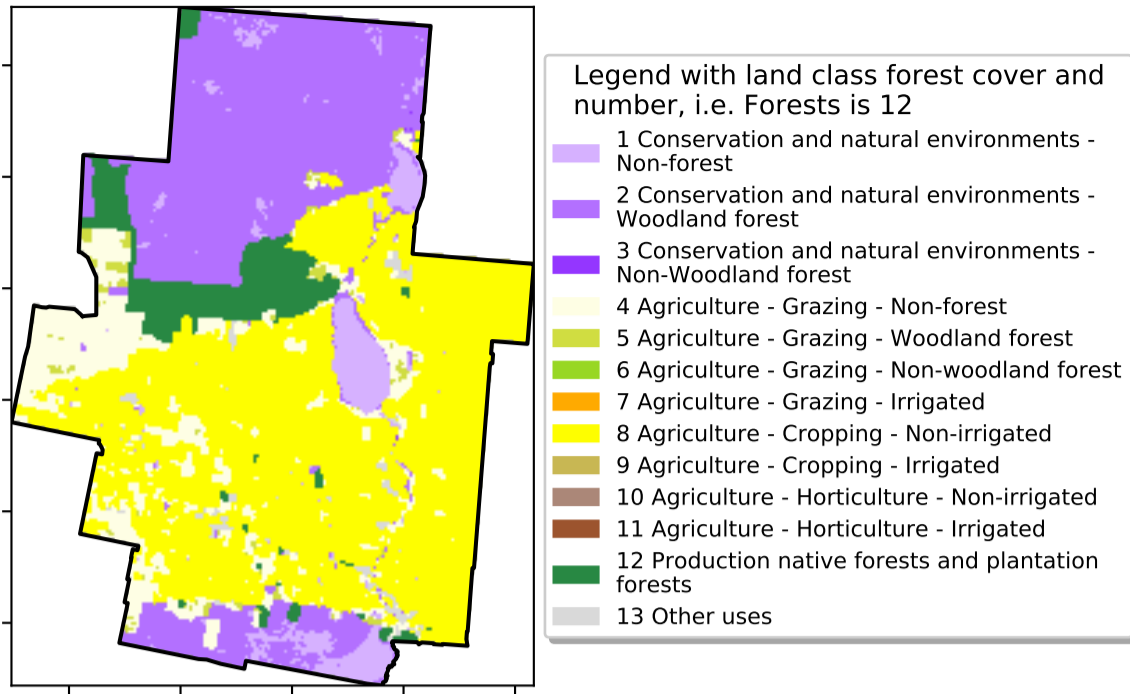 Legend with land class forest cover and
number, i.e. Forests is 12
1 Conservation and natural environments -
Non-forest
2 Conservation and natural environments -
Woodland forest
3 Conservation and natural environments -
Non-Woodland forest
4 Agriculture - Grazing - Non-forest
5 Agriculture - Grazing - Woodland forest
6 Agriculture - Grazing - Non-woodland forest
7 Agriculture - Grazing - Irrigated
8 Agriculture - Cropping - Non-irrigated
9 Agriculture - Cropping - Irrigated
10 Agriculture - Horticulture - Non-irrigated
11 Agriculture - Horticulture - Irrigated
12 Production native forests and plantation
forests
13 Other uses